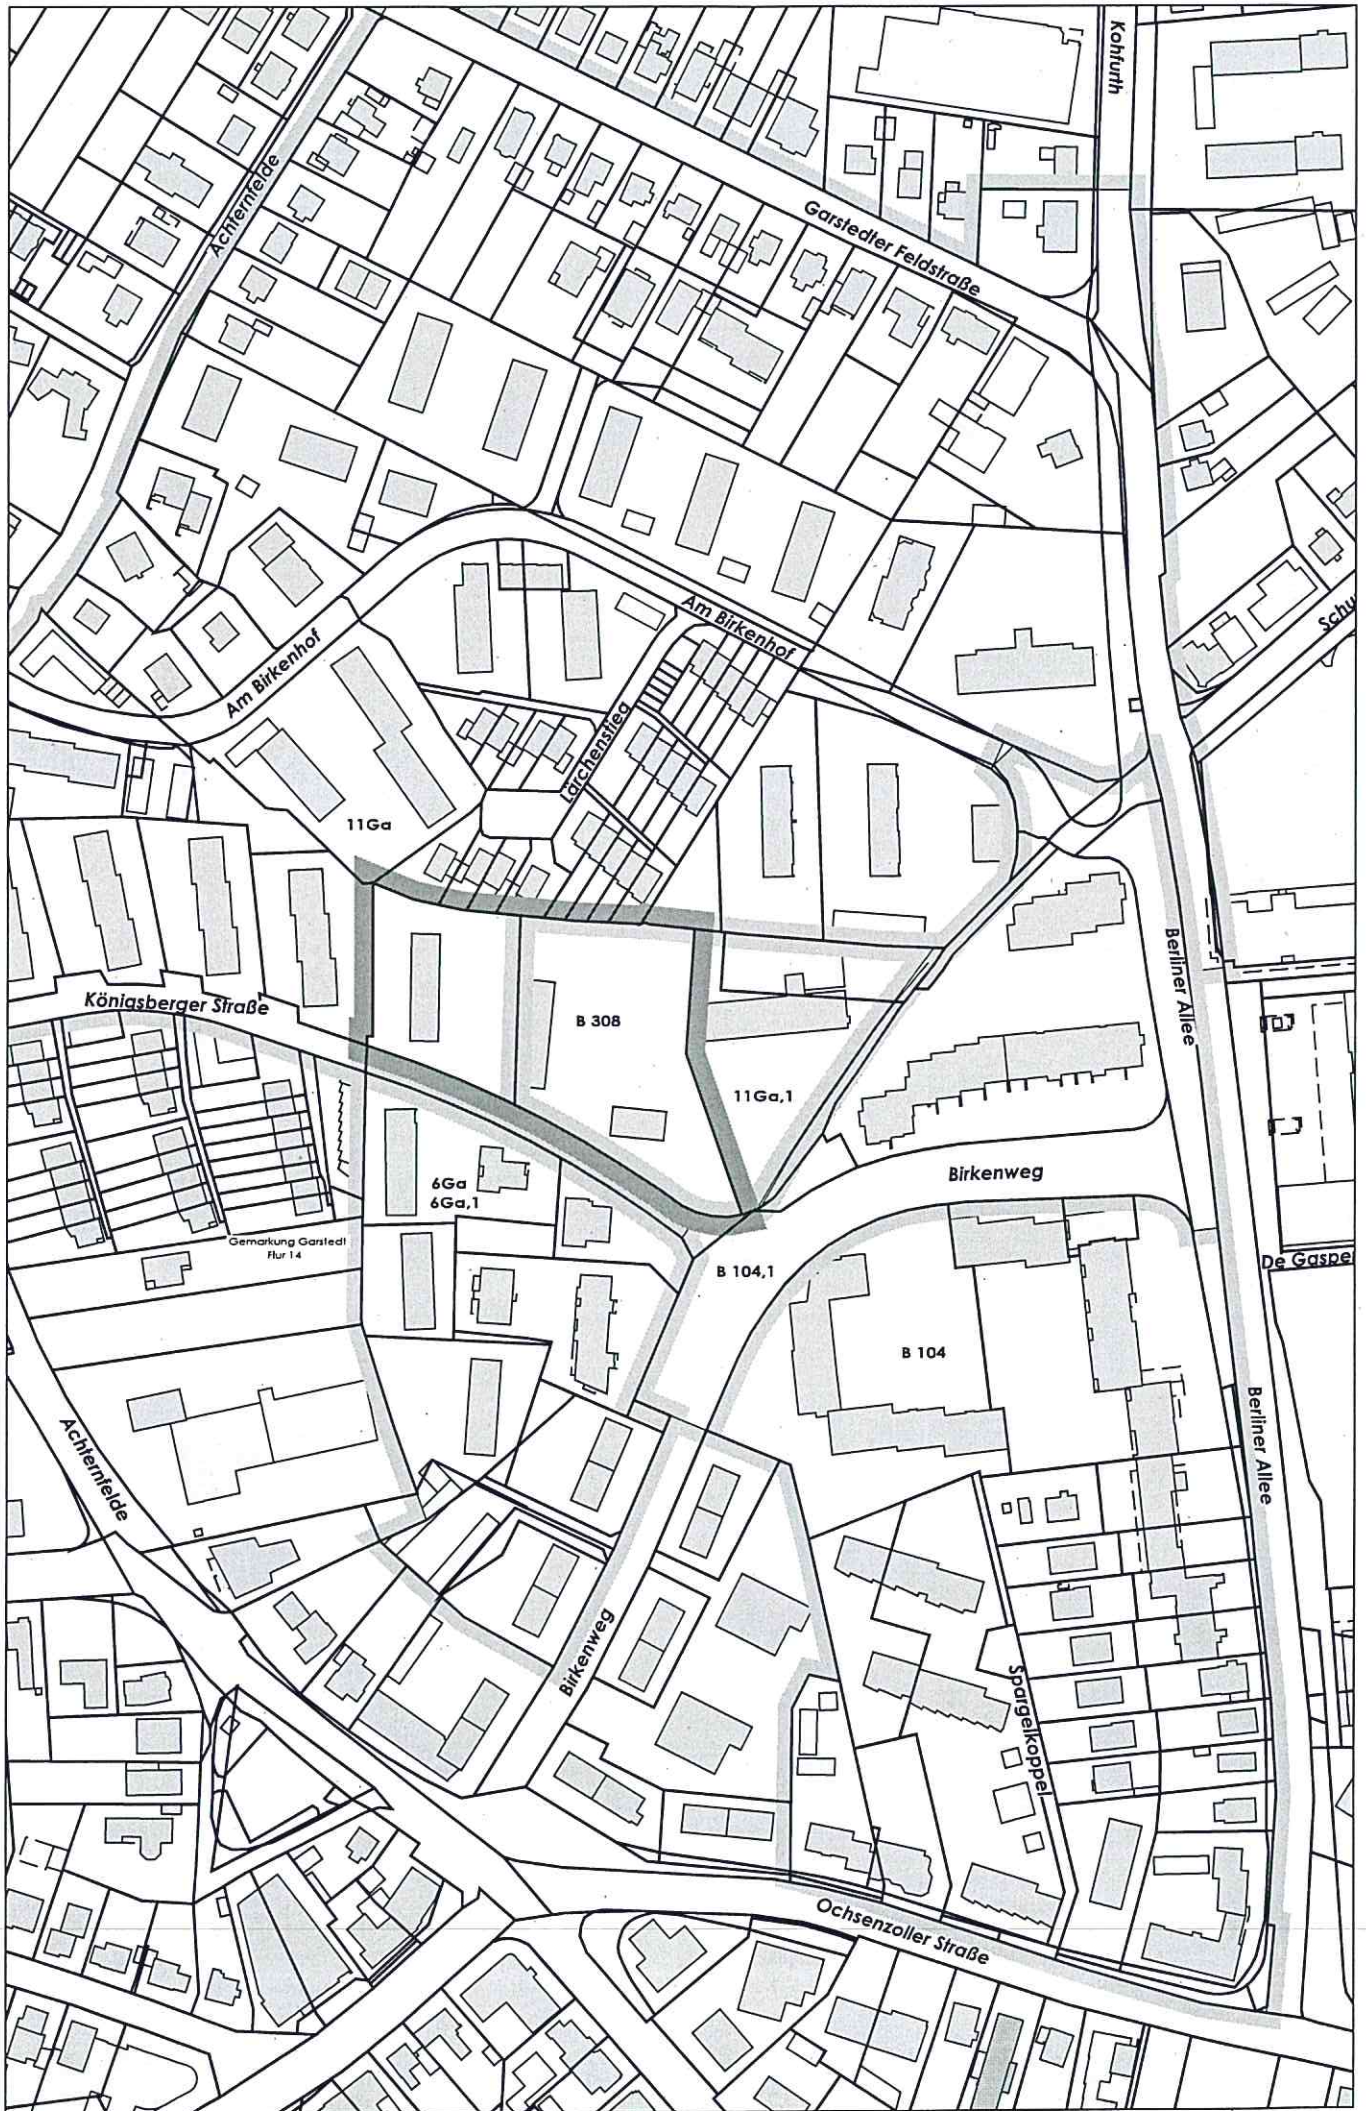 Kohfurth
Achternfelde
Garstedter Feldstraße
Am Birkenhof
Am Birkenhof
Lärchenstieg
11Ga
Königsberger Straße
B 308
11Ga,1
Berliner Allee
Birkenweg
6Ga
6Ga,1
Gemarkung Garstedt
Flur 14
B 104,1
B 104
Berliner Allee
Achternfelde
Birkenweg
Spargelkoppel
Ochsenzoller Straße
Schu
De Gaspe